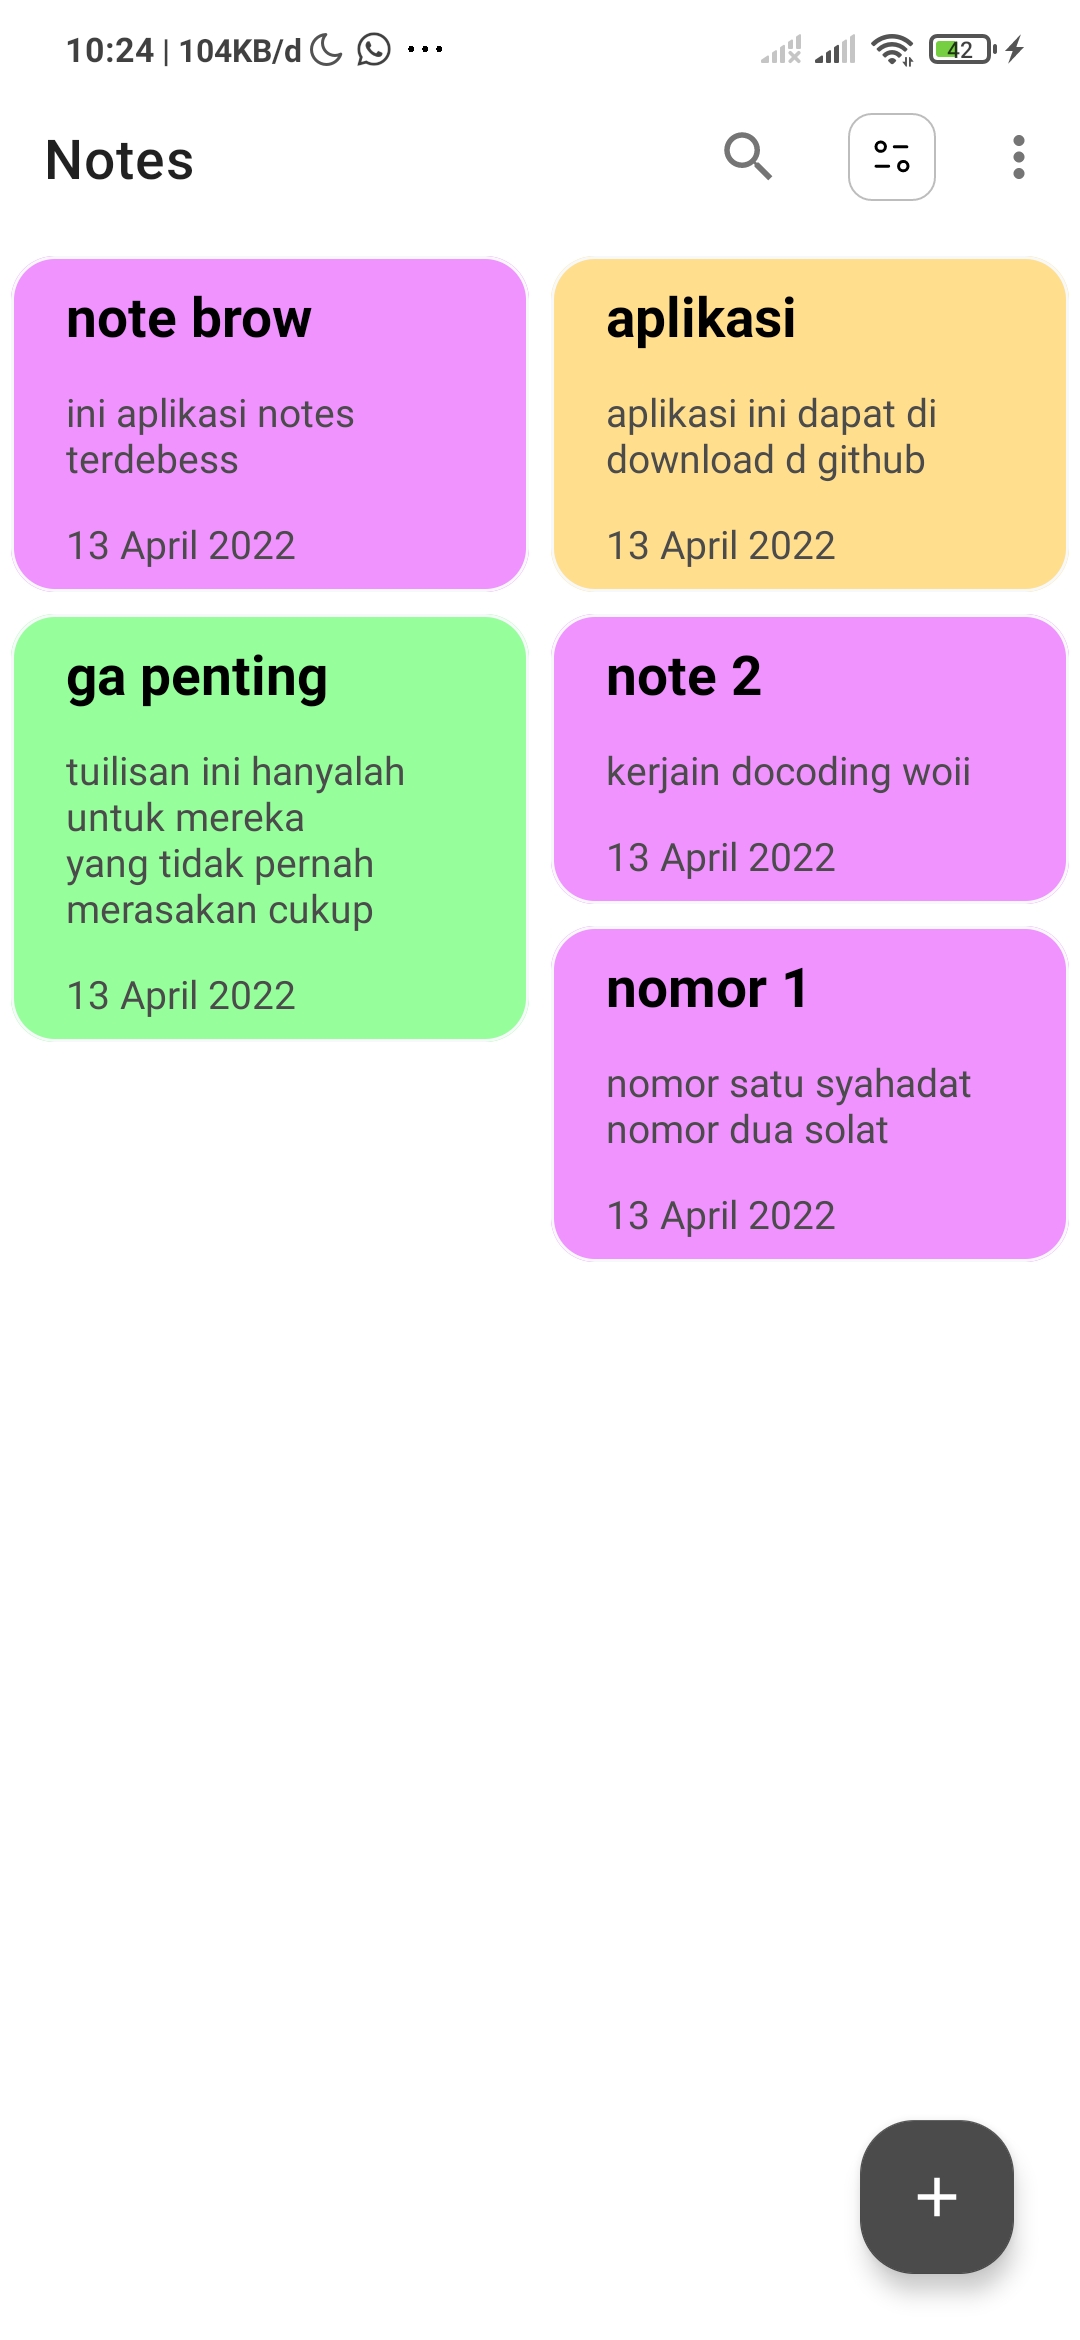 10:24 | 104KB/d
42
Notes
note brow
ini aplikasi notes
terdebess
13 April 2022
aplikasi
aplikasi ini dapat di
download d github
13 April 2022
ga penting
tuilisan ini hanyalah
untuk mereka
yang tidak pernah
merasakan cukup
13 April 2022
note 2
kerjain docoding woii
13 April 2022
nomor 1
nomor satu syahadat
nomor dua solat
13 April 2022